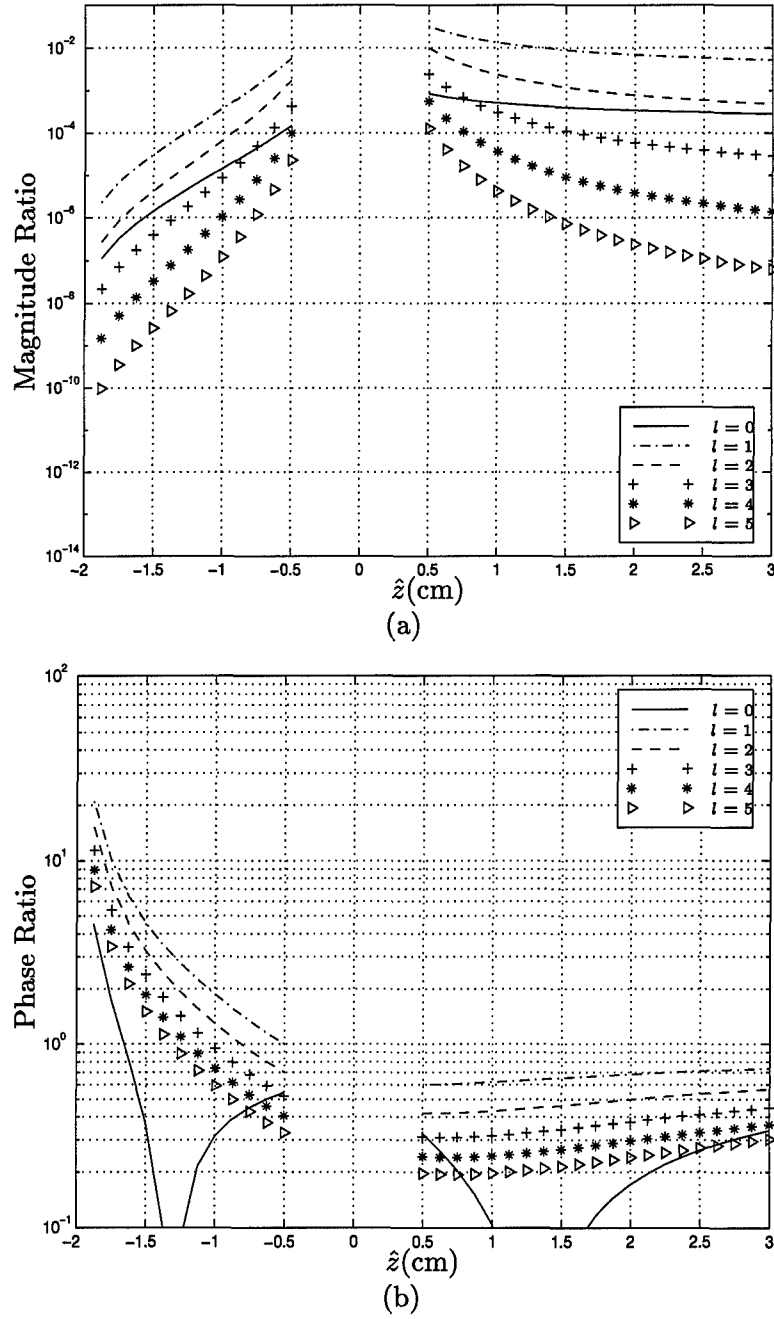 Magnitude Ratio
10^-2
10^-4
10^-6
10^-8
10^-10
10^-12
10^-14
l = 0
l = 1
l = 2
l = 3
l = 4
l = 5
-2 -1.5 -1 -0.5 0 0.5 1 1.5 2 2.5 3
ẑ(cm)
(a)
Phase Ratio
10^2
10^1
10^0
10^-1
l = 0
l = 1
l = 2
l = 3
l = 4
l = 5
-2 -1.5 -1 -0.5 0 0.5 1 1.5 2 2.5 3
ẑ(cm)
(b)